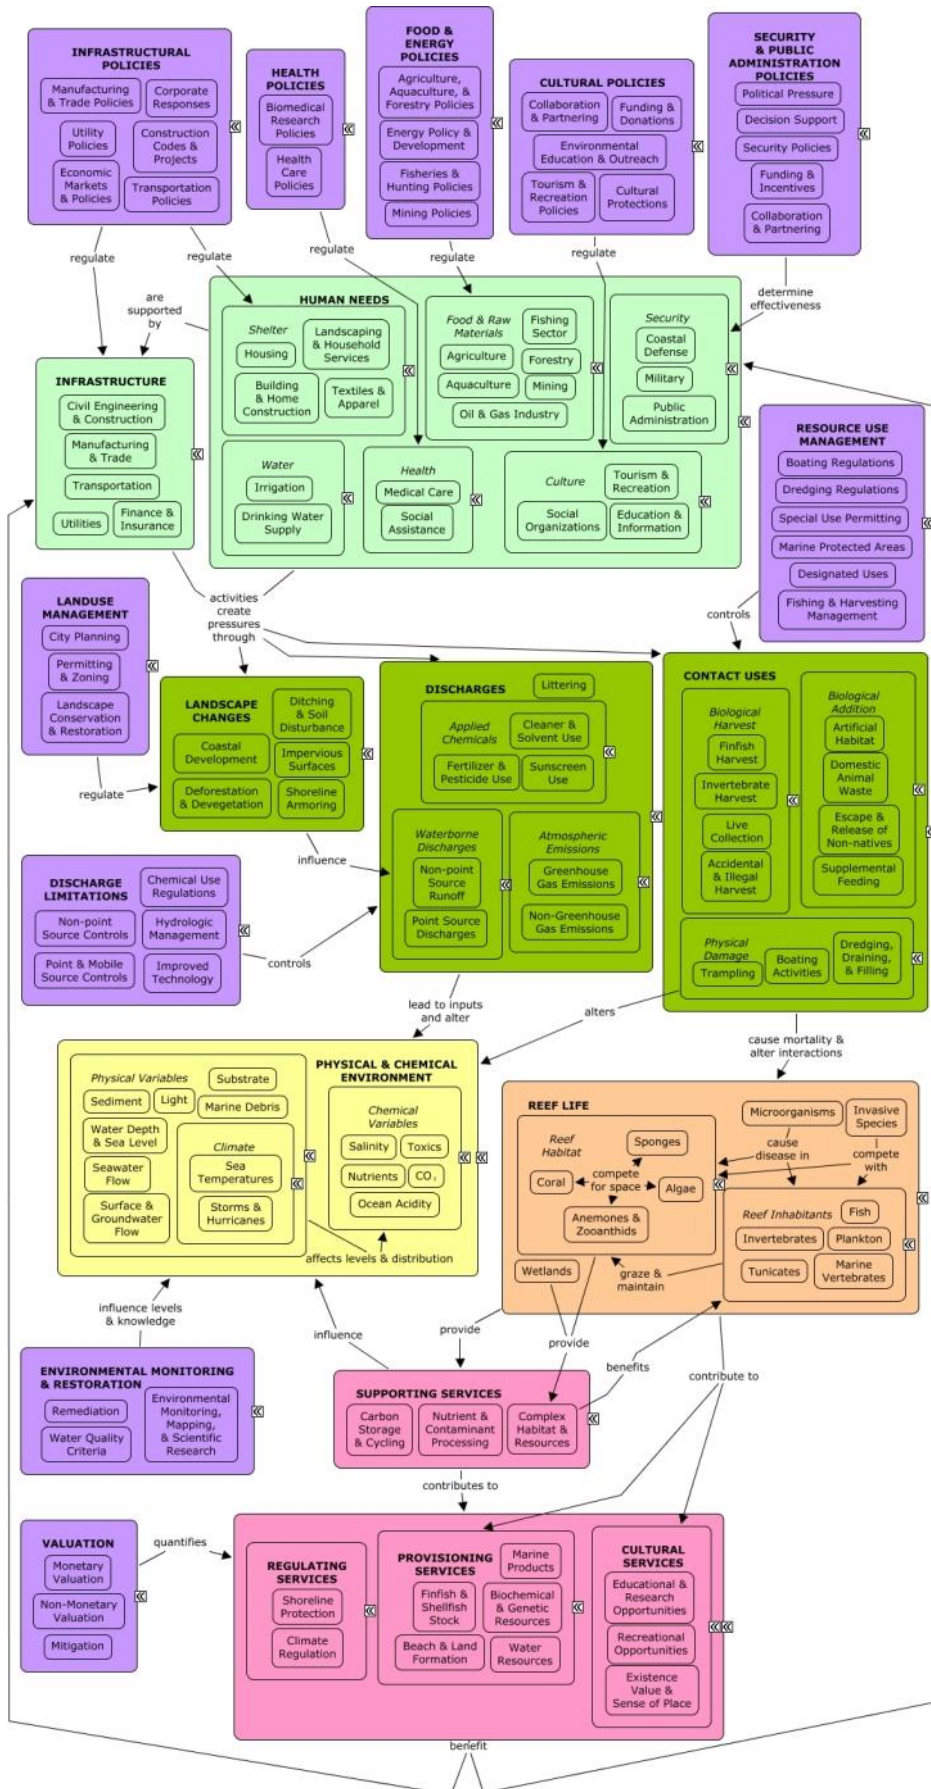 INFRASTRUCTURAL
POLICIES
Manufacturing
& Trade Policies
Corporate
Responses
Utility
Policies
Construction
Codes &
Projects
Economic
Markets
& Policies
Transportation
Policies
HEALTH
POLICIES
Biomedical
Research
Policies
Health
Care
Policies
FOOD &
ENERGY
POLICIES
Agriculture,
Aquaculture, &
Forestry Policies
Energy Policy &
Development
Fisheries &
Hunting Policies
Mining Policies
CULTURAL POLICIES
Collaboration
& Partnering
Funding &
Donations
Environmental
Education & Outreach
Tourism &
Recreation
Policies
Cultural
Protections
SECURITY
& PUBLIC
ADMINISTRATION
POLICIES
Political Pressure
Decision Support
Security Policies
Funding &
Incentives
Collaboration
& Partnering
regulate
regulate
regulate
regulate
regulate
determine
effectiveness
are
supported
by
HUMAN NEEDS
Shelter
Housing
Landscaping
& Household
Services
Building
& Home
Construction
Textiles &
Apparel
Food & Raw
Materials
Fishing
Sector
Agriculture
Forestry
Aquaculture
Mining
Oil & Gas Industry
Security
Coastal
Defense
Military
Public
Administration
Water
Irrigation
Drinking Water
Supply
Health
Medical Care
Social
Assistance
Culture
Tourism &
Recreation
Social
Organizations
Education &
Information
INFRASTRUCTURE
Civil Engineering
& Construction
Manufacturing
& Trade
Transportation
Utilities
Finance &
Insurance
RESOURCE USE
MANAGEMENT
Boating Regulations
Dredging Regulations
Special Use Permitting
Marine Protected Areas
Designated Uses
Fishing & Harvesting
Management
activities
create
pressures
through
controls
LANDUSE
MANAGEMENT
City Planning
Permitting
& Zoning
Landscape
Conservation
& Restoration
regulate
LANDSCAPE
CHANGES
Ditching
& Soil
Disturbance
Coastal
Development
Impervious
Surfaces
Deforestation
& Devegetation
Shoreline
Armoring
influence
DISCHARGES
Littering
Applied
Chemicals
Cleaner &
Solvent Use
Fertilizer &
Pesticide Use
Sunscreen
Use
Waterborne
Discharges
Non-point
Source
Runoff
Point Source
Discharges
Atmospheric
Emissions
Greenhouse
Gas Emissions
Non-Greenhouse
Gas Emissions
CONTACT USES
Biological
Harvest
Finfish
Harvest
Invertebrate
Harvest
Live
Collection
Accidental
& Illegal
Harvest
Biological
Addition
Artificial
Habitat
Domestic
Animal
Waste
Escape &
Release of
Non-natives
Supplemental
Feeding
Physical
Damage
Trampling
Boating
Activities
Dredging,
Draining,
& Filling
DISCHARGE
LIMITATIONS
Chemical Use
Regulations
Non-point
Source Controls
Hydrologic
Management
Point & Mobile
Source Controls
Improved
Technology
controls
lead to inputs
and alter
alters
cause mortality &
alter interactions
PHYSICAL & CHEMICAL
ENVIRONMENT
Physical Variables
Substrate
Sediment
Light
Marine Debris
Water Depth
& Sea Level
Seawater
Flow
Surface &
Groundwater
Flow
Climate
Sea
Temperatures
Storms &
Hurricanes
Chemical
Variables
Salinity
Toxics
Nutrients
CO₂
Ocean Acidity
affects levels & distribution
REEF LIFE
Microorganisms
Invasive
Species
Reef
Habitat
Sponges
Coral
compete
for space
Algae
Anemones &
Zooanthids
cause
disease in
compete
with
Reef Inhabitants
Fish
Invertebrates
Plankton
Tunicates
Marine
Vertebrates
Wetlands
graze &
maintain
influence levels
& knowledge
influence
provide
provide
benefits
contribute to
ENVIRONMENTAL MONITORING
& RESTORATION
Remediation
Water Quality
Criteria
Environmental
Monitoring,
Mapping,
& Scientific
Research
SUPPORTING SERVICES
Carbon
Storage
& Cycling
Nutrient &
Contaminant
Processing
Complex
Habitat &
Resources
contributes to
VALUATION
Monetary
Valuation
Non-Monetary
Valuation
Mitigation
quantifies
REGULATING
SERVICES
Shoreline
Protection
Climate
Regulation
PROVISIONING
SERVICES
Marine
Products
Finfish &
Shellfish
Stock
Biochemical
& Genetic
Resources
Beach & Land
Formation
Water
Resources
CULTURAL
SERVICES
Educational &
Research
Opportunities
Recreational
Opportunities
Existence
Value &
Sense of Place
benefit